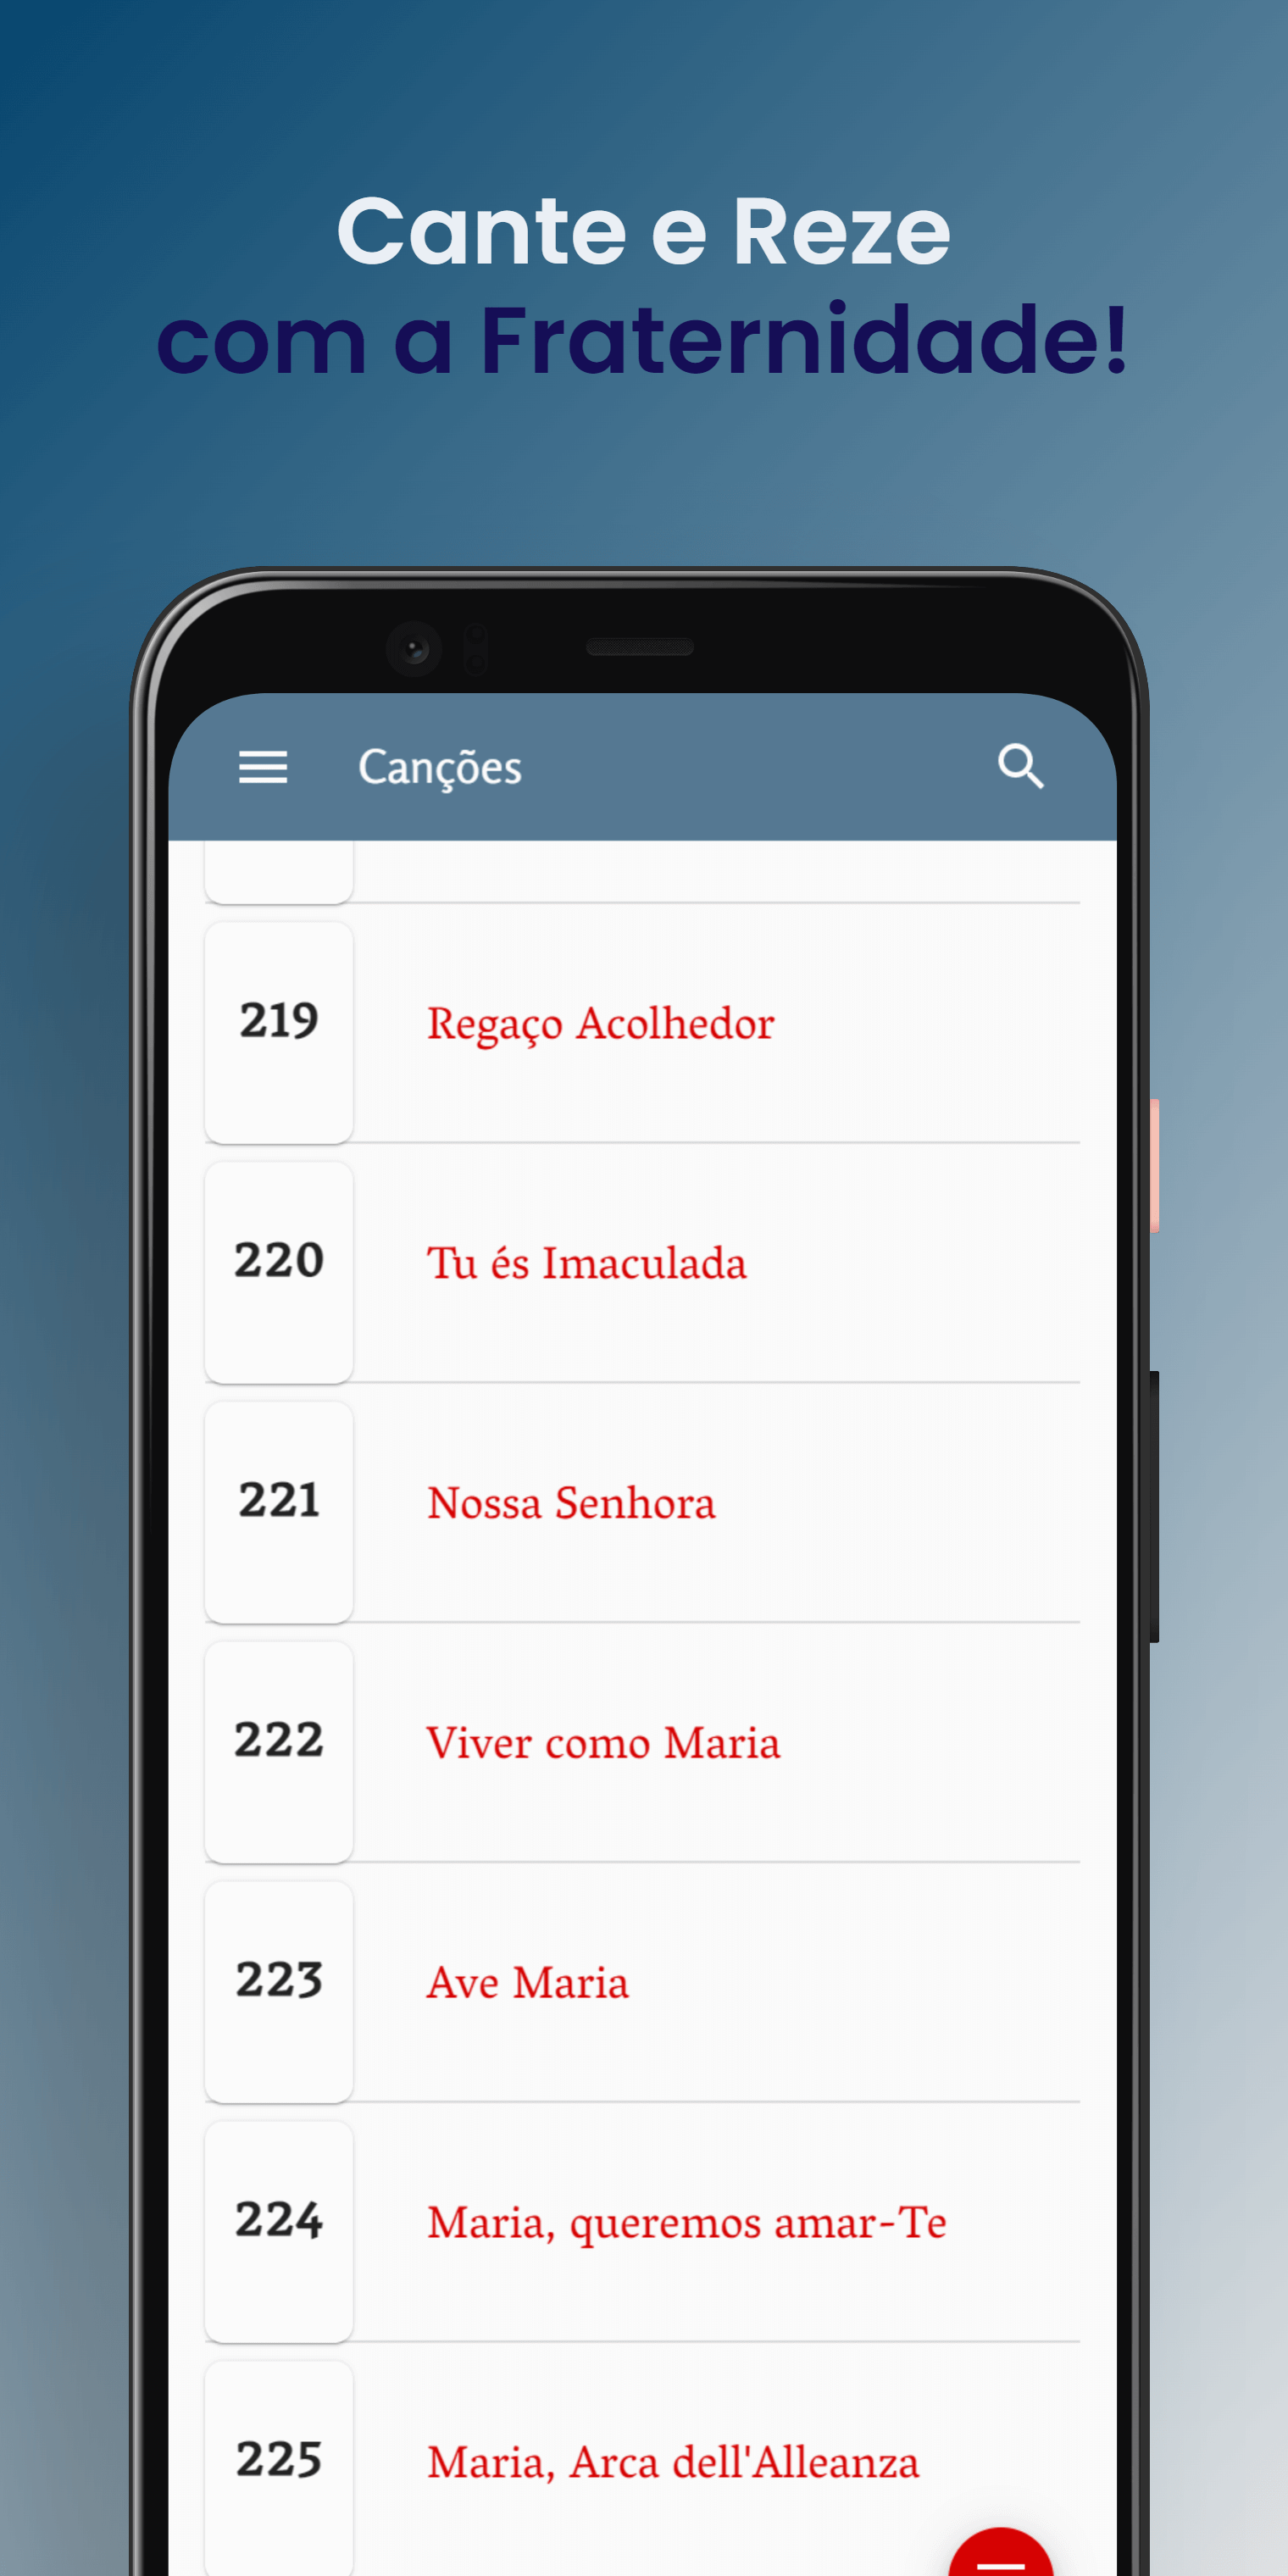 Cante e Reze
com a Fraternidade!
Canções
219 Regaço Acolhedor
220 Tu és Imaculada
221 Nossa Senhora
222 Viver como Maria
223 Ave Maria
224 Maria, queremos amar-Te
225 Maria, Arca dell'Alleanza